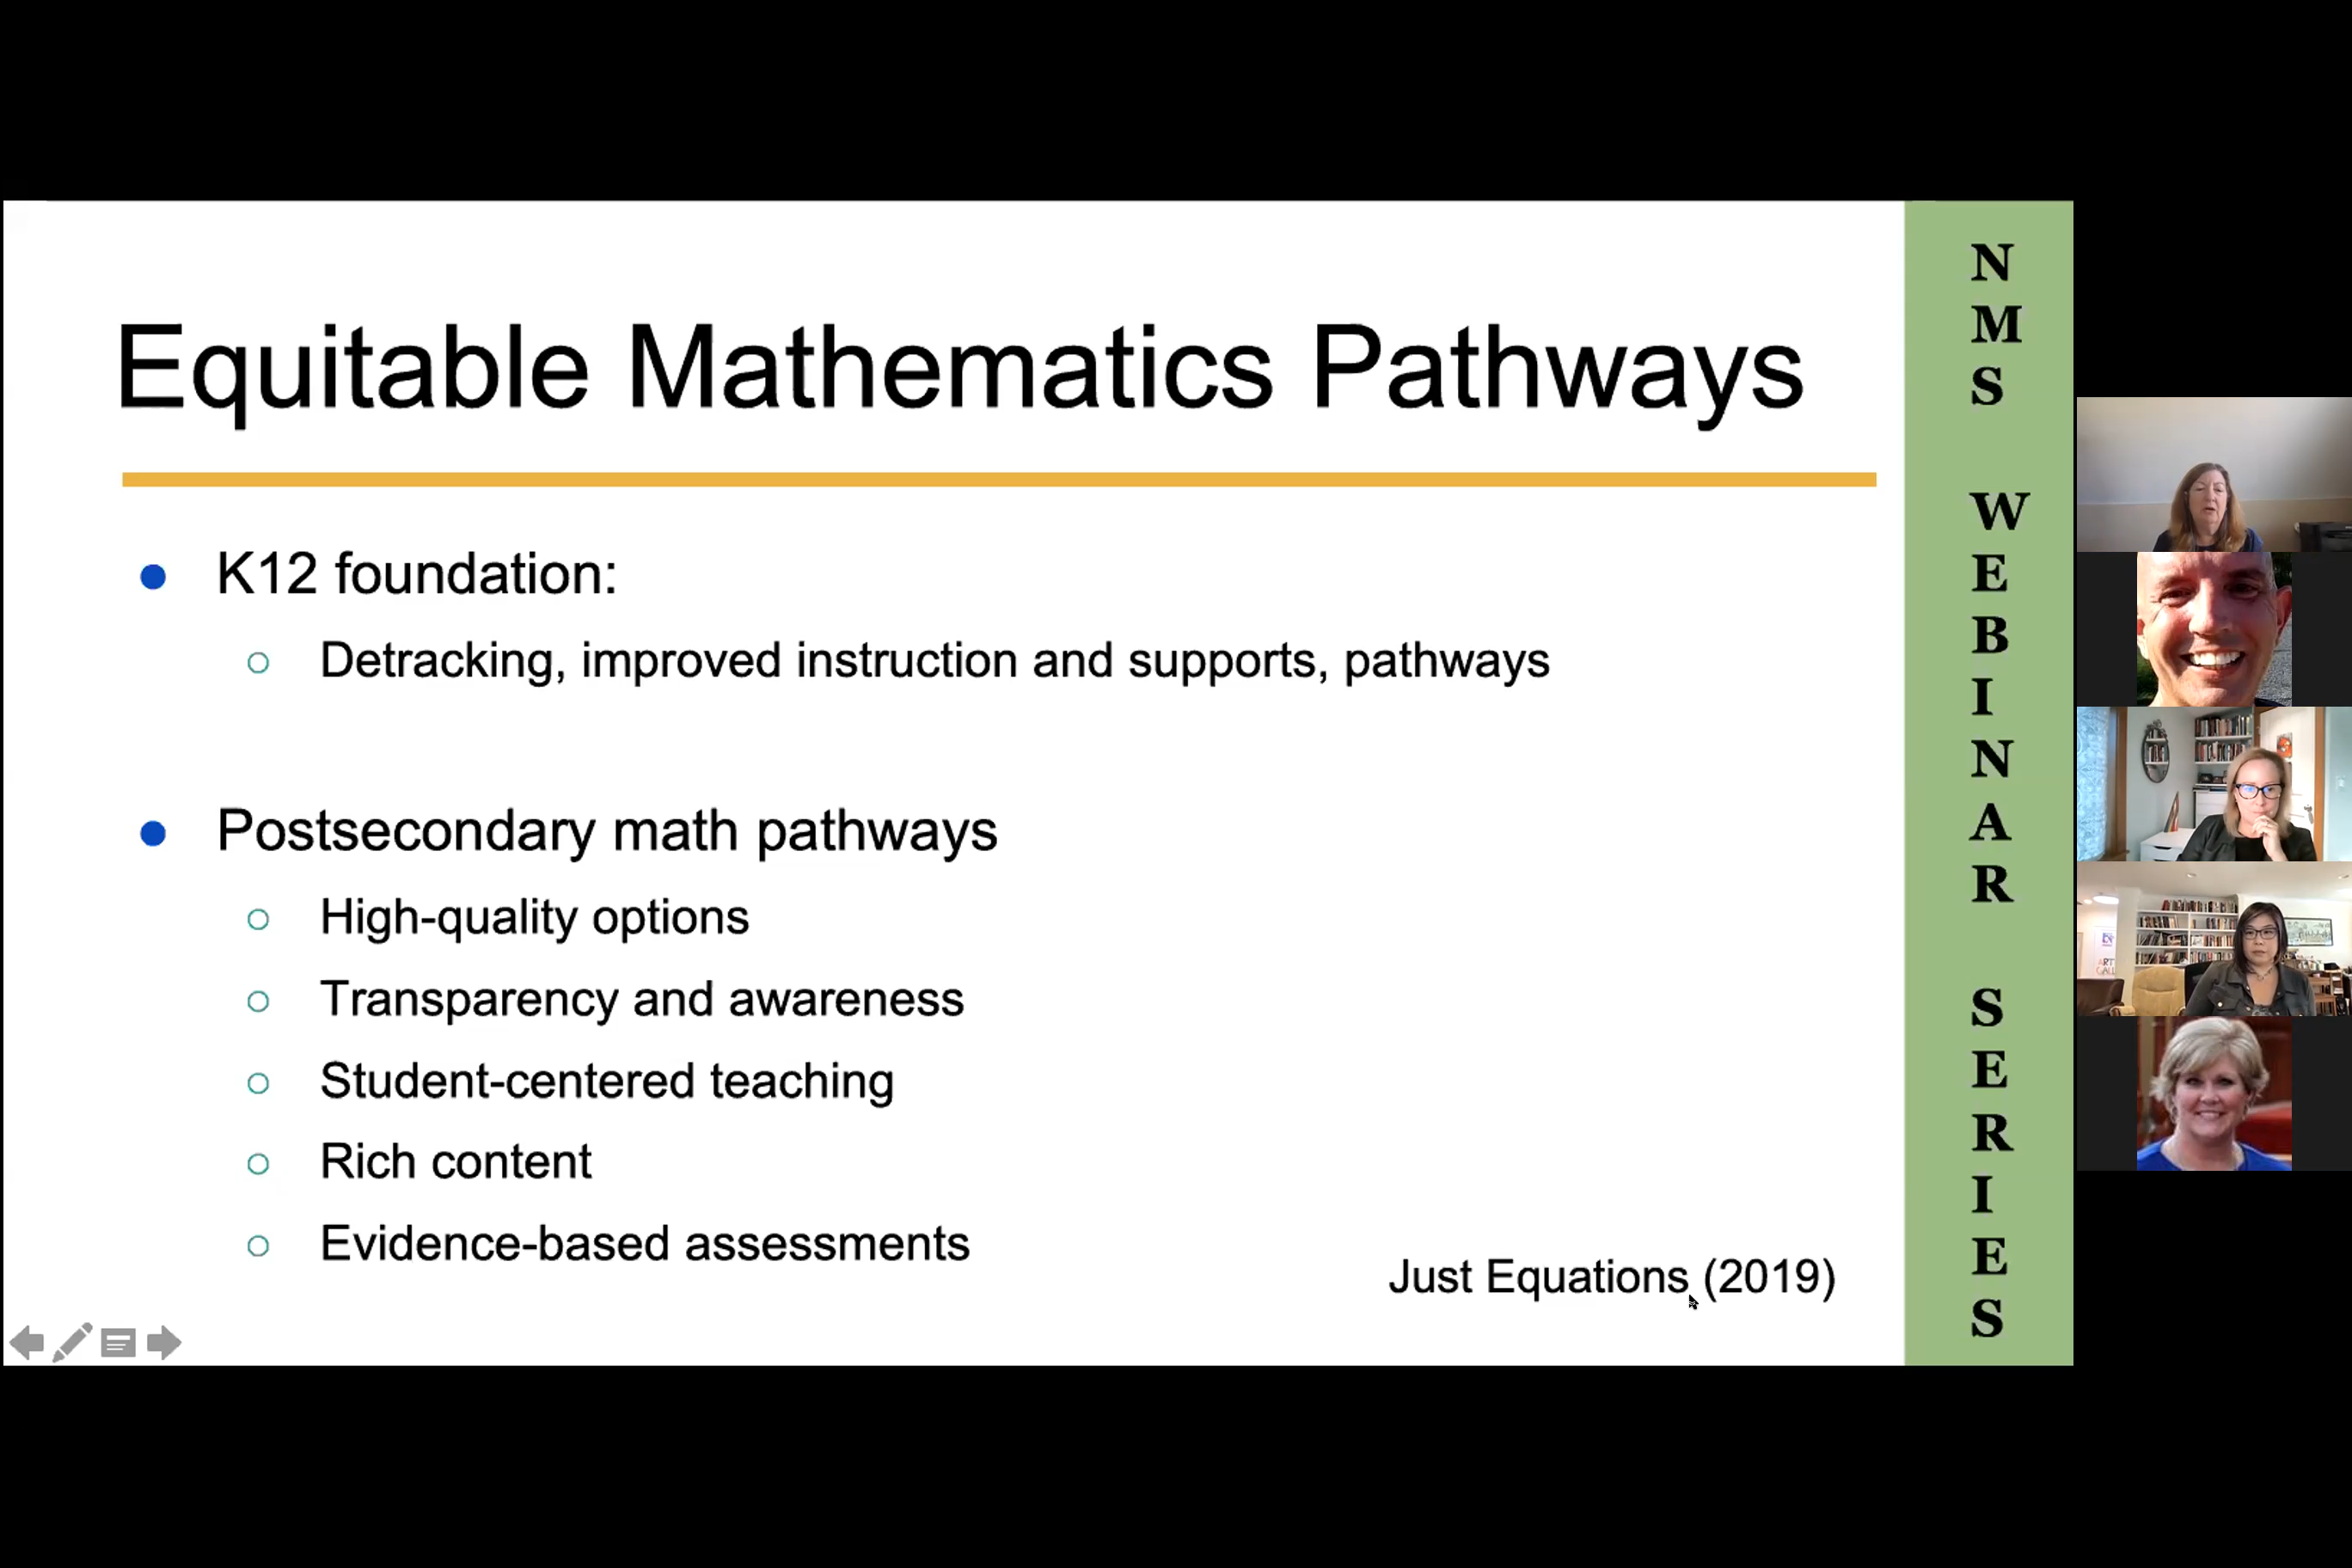 Equitable Mathematics Pathways
K12 foundation:
Detracking, improved instruction and supports, pathways
Postsecondary math pathways
High-quality options
Transparency and awareness
Student-centered teaching
Rich content
Evidence-based assessments
Just Equations (2019)
NMS WEBINAR SERIES
ART